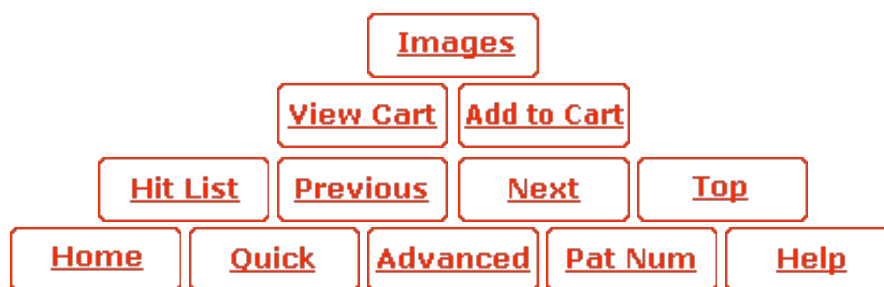 Images
View Cart Add to Cart
Hit List Previous Next Top
Home Quick Advanced Pat Num Help